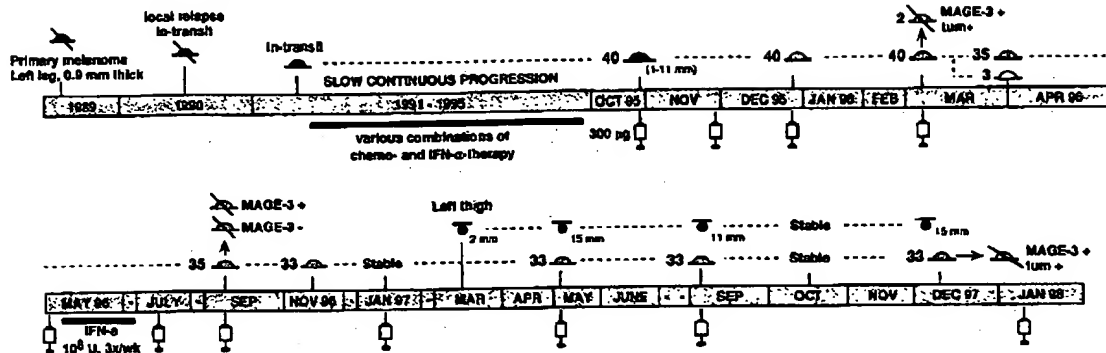 local relapse
in-transit
In-transit
Primary melanome
Left leg, 0.9 mm thick
SLOW CONTINUOUS PROGRESSION
40
(1-11 mm)
40
2
MAGE-3 +
tum+
40
35
3
1989
1990
1991 - 1995
OCT 95
NOV
DEC 95
JAN 96
FEB
MAR
APR 96
various combinations of
chemo- and IFN-α-therapy
300 µg
MAGE-3 +
MAGE-3 -
Left thigh
2 mm
15 mm
11 mm
Stable
15 mm
35
33
Stable
33
33
Stable
33
MAGE-3 +
tum +
MAY 96
JULY
SEP
NOV 96
JAN 97
MAR
APR
MAY
JUNE
SEP
OCT
NOV
DEC 97
JAN 98
IFN-α
10⁶ U, 3x/wk